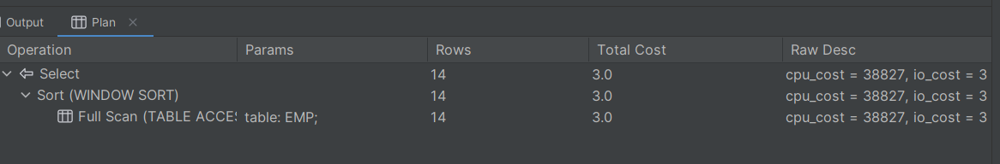 Output Plan ×
Operation Params Rows Total Cost Raw Desc
Select 14 3.0 cpu_cost = 38827, io_cost = 3
Sort (WINDOW SORT) 14 3.0 cpu_cost = 38827, io_cost = 3
Full Scan (TABLE ACCES table: EMP; 14 3.0 cpu_cost = 38827, io_cost = 3